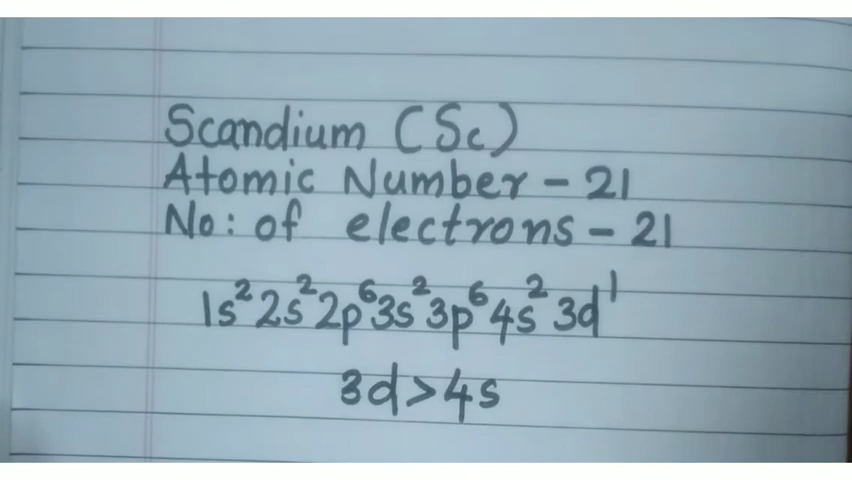 Scandium (Sc)
Atomic Number - 21
No: of electrons - 21
1s² 2s² 2p⁶ 3s² 3p⁶ 4s² 3d¹
3d > 4s